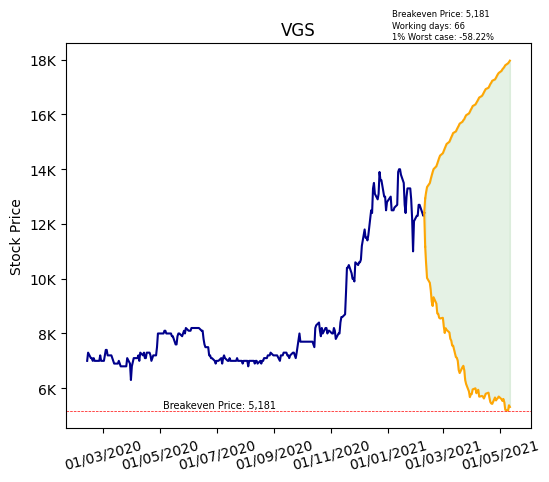 Breakeven Price: 5,181
Working days: 66
1% Worst case: -58.22%
VGS
Stock Price
18K
16K
14K
12K
10K
8K
6K
Breakeven Price: 5,181
01/03/2020
01/05/2020
01/07/2020
01/09/2020
01/11/2020
01/01/2021
01/03/2021
01/05/2021